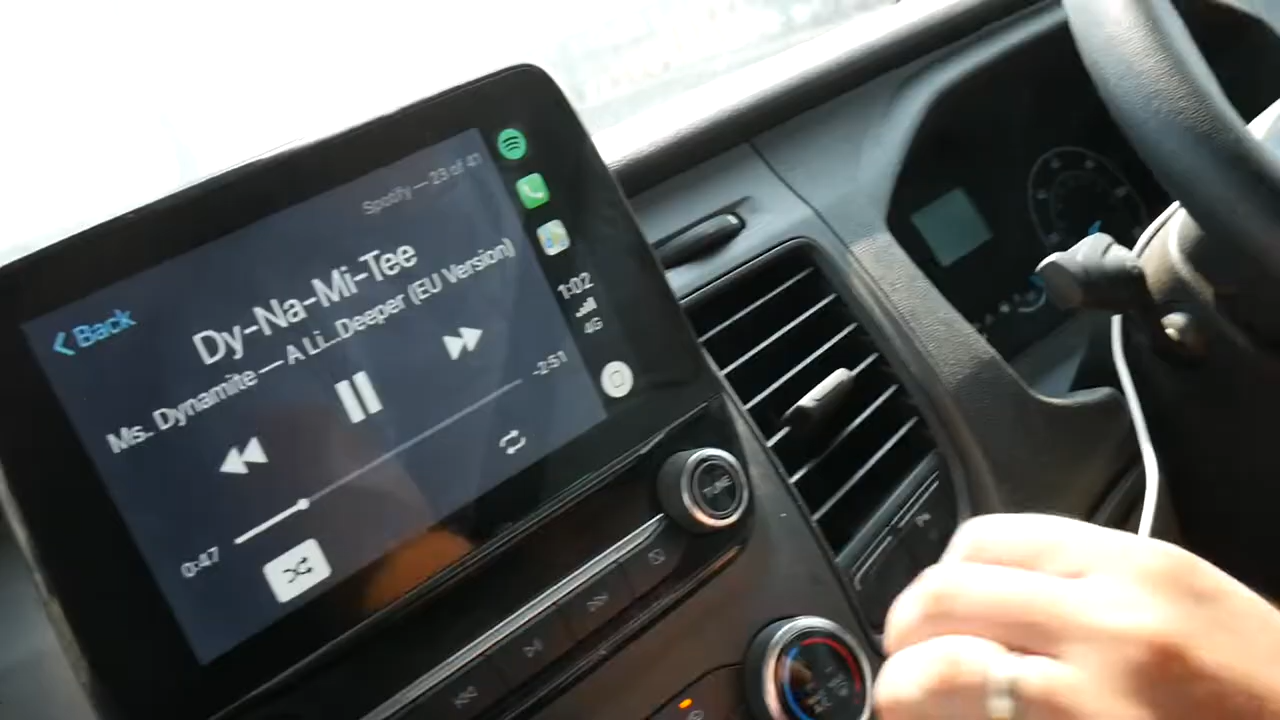 Spotify — 23 of 41
Back
Dy-Na-Mi-Tee
Ms. Dynamite — A Li...Deeper (EU Version)
0:47
-2:51
1:02
4G
TUNE